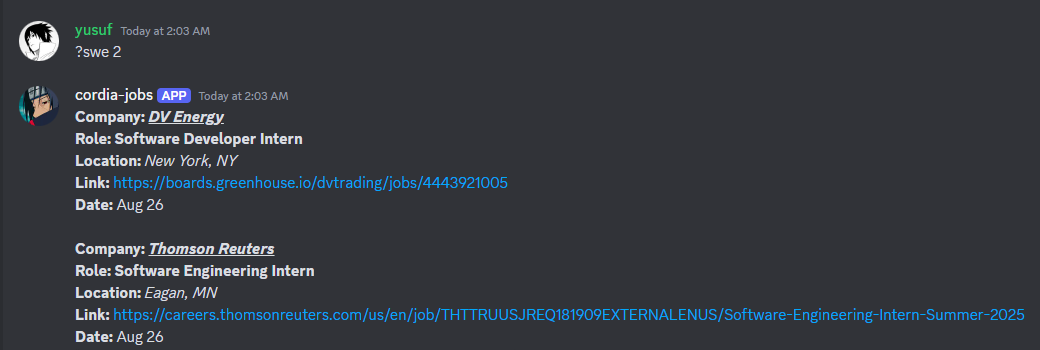 yusuf Today at 2:03 AM
?swe 2
cordia-jobs APP Today at 2:03 AM
Company: DV Energy
Role: Software Developer Intern
Location: New York, NY
Link: https://boards.greenhouse.io/dvtrading/jobs/4443921005
Date: Aug 26
Company: Thomson Reuters
Role: Software Engineering Intern
Location: Eagan, MN
Link: https://careers.thomsonreuters.com/us/en/job/THTTRUUSJREQ181909EXTERNALENUS/Software-Engineering-Intern-Summer-2025
Date: Aug 26